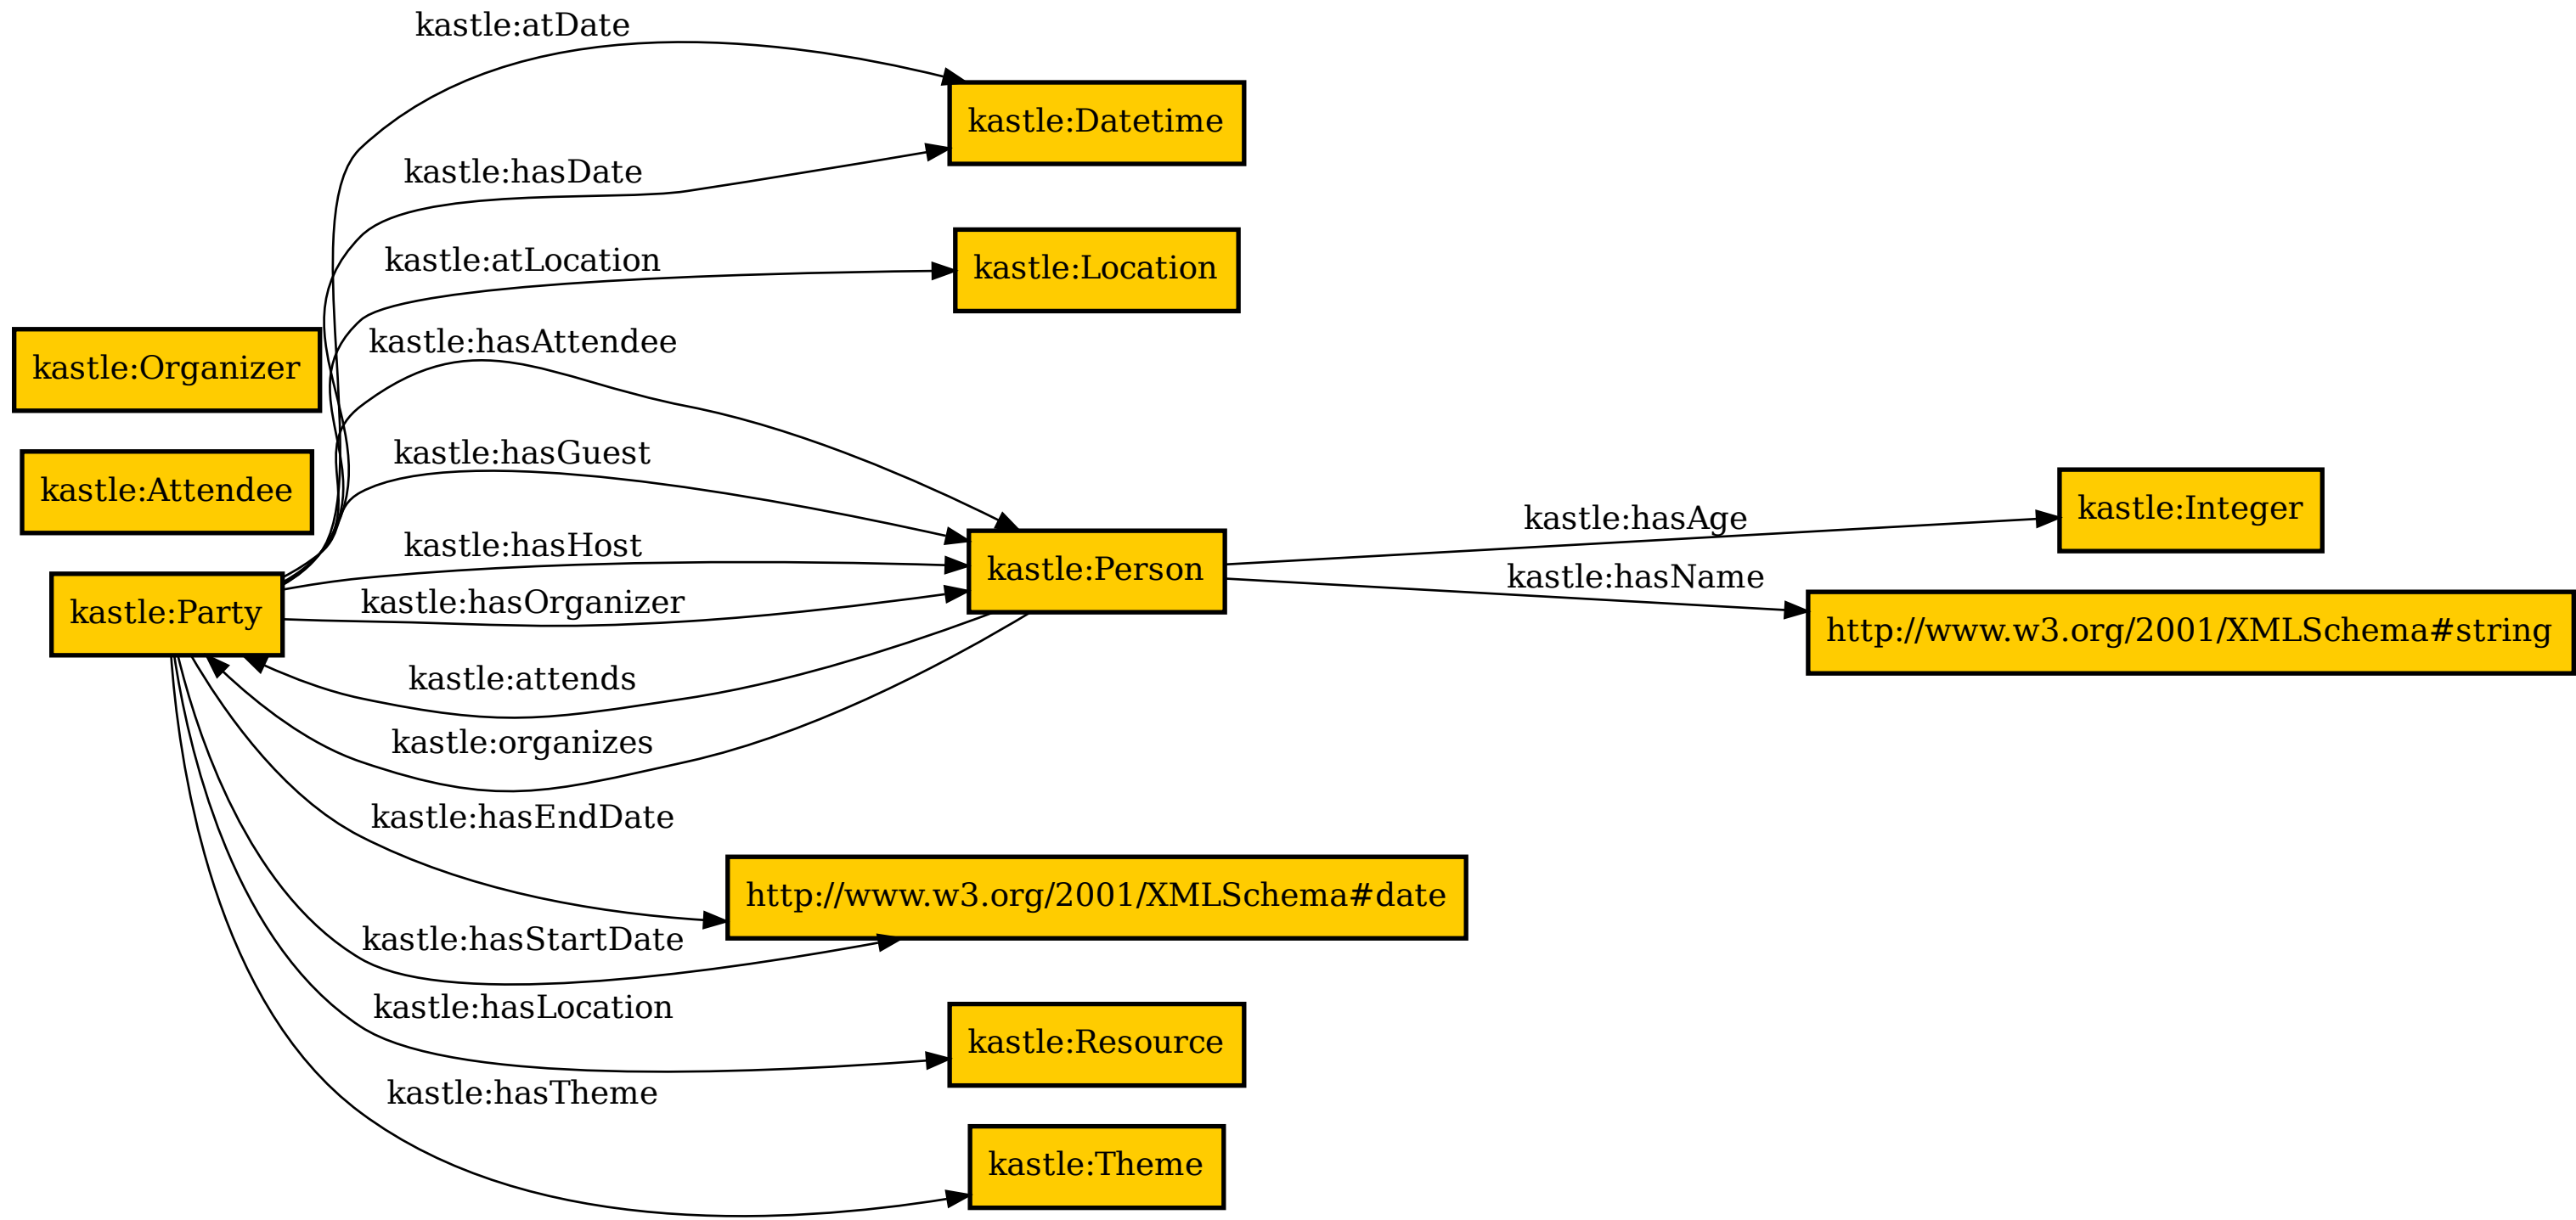 kastle:atDate
kastle:Datetime
kastle:hasDate
kastle:atLocation
kastle:Location
kastle:hasAttendee
kastle:Organizer
kastle:hasGuest
kastle:Attendee
kastle:hasAge
kastle:Integer
kastle:hasHost
kastle:Person
kastle:hasName
kastle:hasOrganizer
kastle:Party
http://www.w3.org/2001/XMLSchema#string
kastle:attends
kastle:organizes
kastle:hasEndDate
http://www.w3.org/2001/XMLSchema#date
kastle:hasStartDate
kastle:hasLocation
kastle:Resource
kastle:hasTheme
kastle:Theme